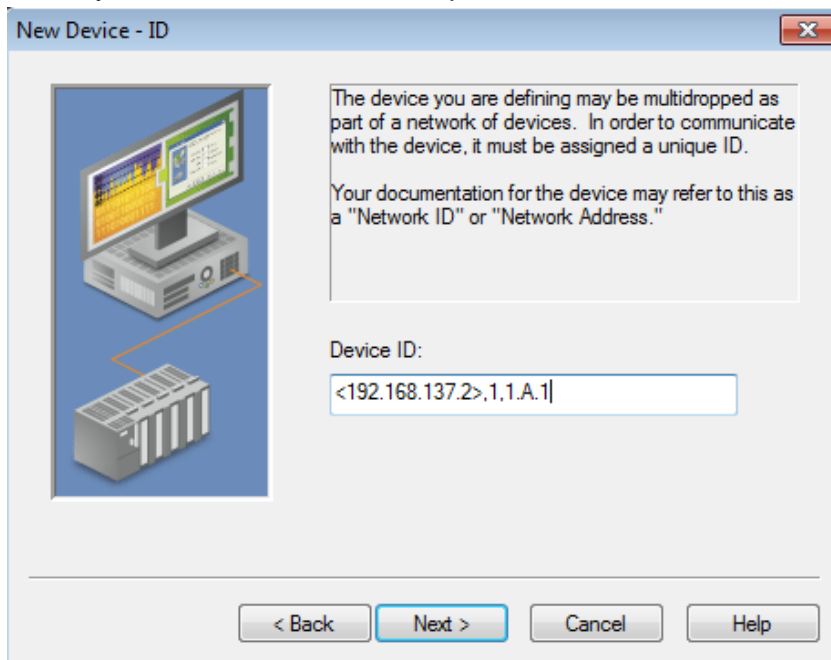 New Device - ID
The device you are defining may be multidropped as
part of a network of devices.  In order to communicate
with the device, it must be assigned a unique ID.
Your documentation for the device may refer to this as
a "Network ID" or "Network Address."
Device ID:
<192.168.137.2>,1,1.A.1
< Back
Next >
Cancel
Help